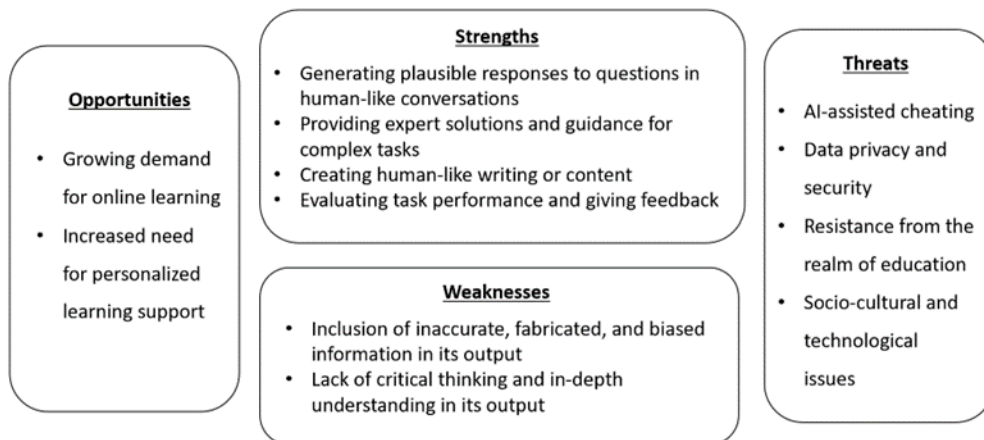 Opportunities
• Growing demand
for online learning
• Increased need
for personalized
learning support
Strengths
• Generating plausible responses to questions in
human-like conversations
• Providing expert solutions and guidance for
complex tasks
• Creating human-like writing or content
• Evaluating task performance and giving feedback
Weaknesses
• Inclusion of inaccurate, fabricated, and biased
information in its output
• Lack of critical thinking and in-depth
understanding in its output
Threats
• AI-assisted cheating
• Data privacy and
security
• Resistance from the
realm of education
• Socio-cultural and
technological
issues